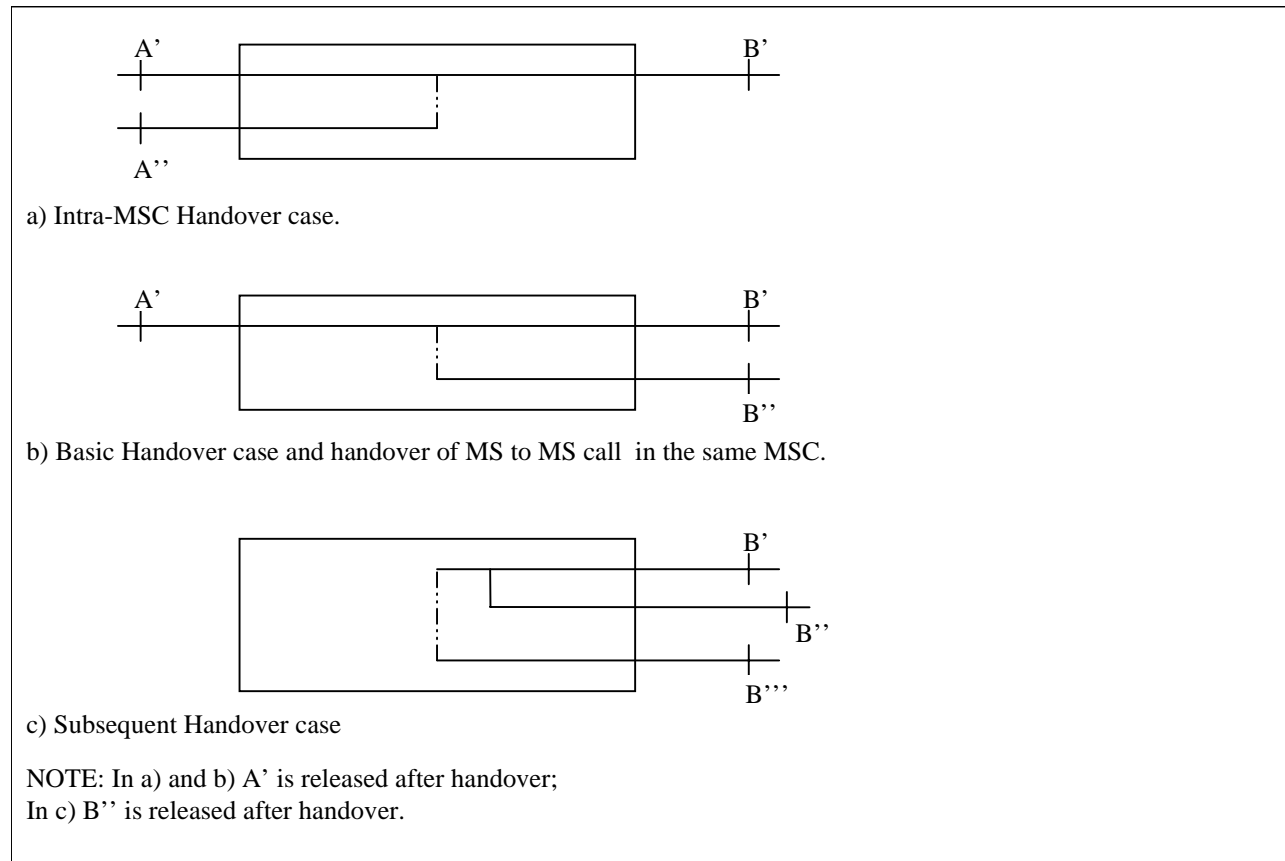 A’ B’
A’’
a) Intra-MSC Handover case.
A’ B’
B’’
b) Basic Handover case and handover of MS to MS call in the same MSC.
B’
B’’
B’’’
c) Subsequent Handover case
NOTE: In a) and b) A’ is released after handover;
In c) B’’ is released after handover.